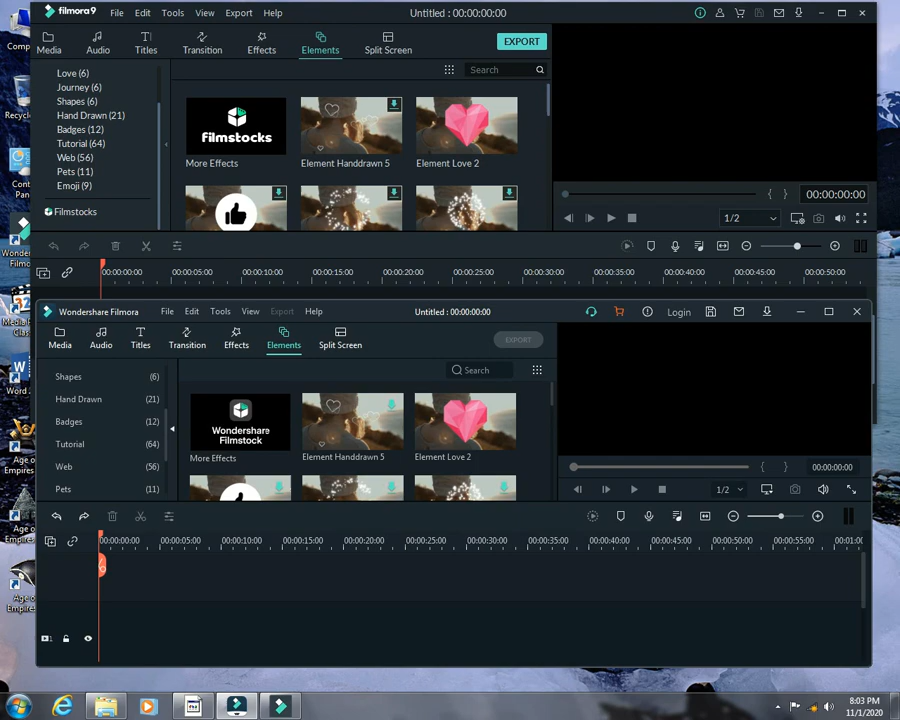 filmora 9 File Edit Tools View Export Help Untitled : 00:00:00:00
Media Audio Titles Transition Effects Elements Split Screen EXPORT
Love (6)
Journey (6)
Shapes (6)
Hand Drawn (21)
Badges (12)
Tutorial (64)
Web (56)
Pets (11)
Emoji (9)
Filmstocks
Search
filmstocks
More Effects Element Handdrawn 5 Element Love 2
00:00:00:00
1/2
00:00:00:00 00:00:05:00 00:00:10:00 00:00:15:00 00:00:20:00 00:00:25:00 00:00:30:00 00:00:35:00 00:00:40:00 00:00:45:00 00:00:50:00
Wondershare Filmora File Edit Tools View Export Help Untitled : 00:00:00:00 Login
Media Audio Titles Transition Effects Elements Split Screen EXPORT
Shapes (6)
Hand Drawn (21)
Badges (12)
Tutorial (64)
Web (56)
Pets (11)
Search
Wondershare
Filmstock
More Effects Element Handdrawn 5 Element Love 2
00:00:00:00
1/2
00:00:00:00 00:00:05:00 00:00:10:00 00:00:15:00 00:00:20:00 00:00:25:00 00:00:30:00 00:00:35:00 00:00:40:00 00:00:45:00 00:00:50:00 00:00:55:00
1
Word
Age of
Empires
Age of
Empires
8:03 PM
11/1/2020